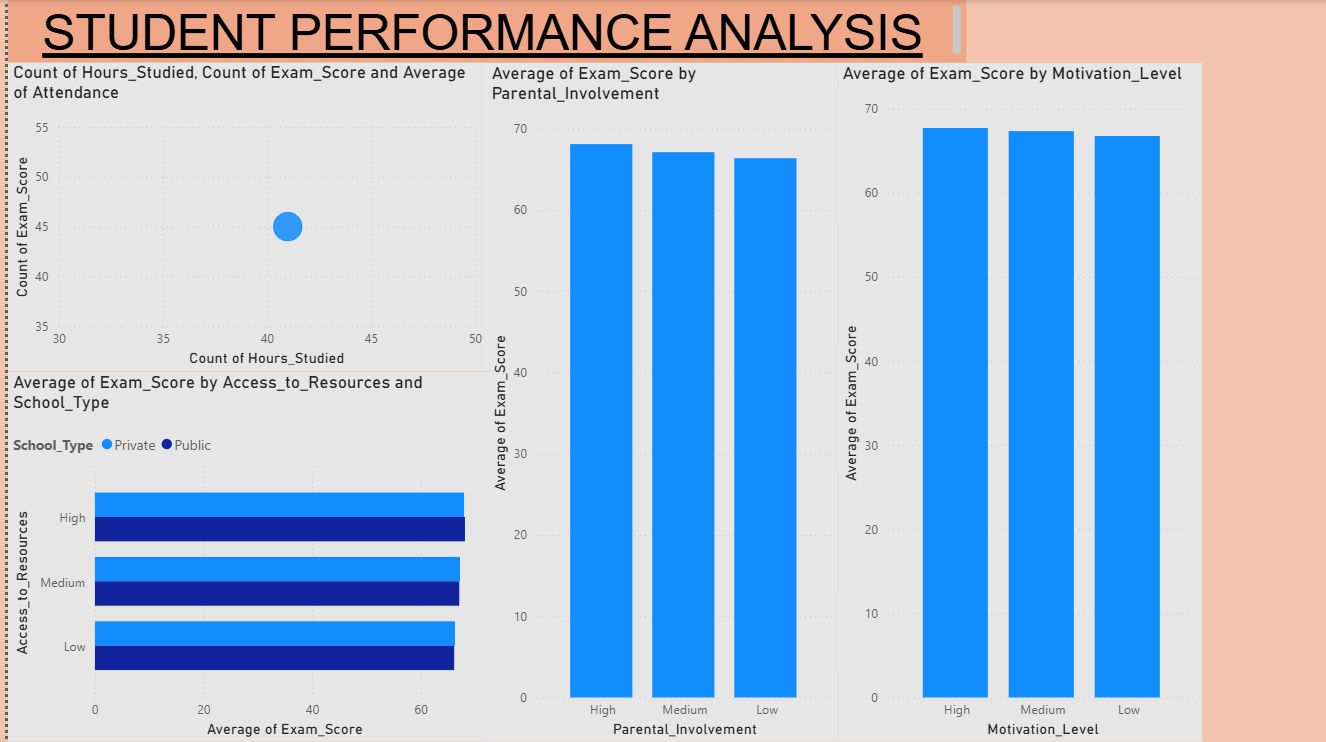 STUDENT PERFORMANCE ANALYSIS
Count of Hours_Studied, Count of Exam_Score and Average
of Attendance
55
50
45
40
35
Count of Exam_Score
30
35
40
45
50
Count of Hours_Studied
Average of Exam_Score by Access_to_Resources and
School_Type
School_Type
Private
Public
Access_to_Resources
High
Medium
Low
0
20
40
60
Average of Exam_Score
Average of Exam_Score by
Parental_Involvement
70
60
50
40
30
20
10
0
Average of Exam_Score
High
Medium
Low
Parental_Involvement
Average of Exam_Score by Motivation_Level
70
60
50
40
30
20
10
0
Average of Exam_Score
High
Medium
Low
Motivation_Level